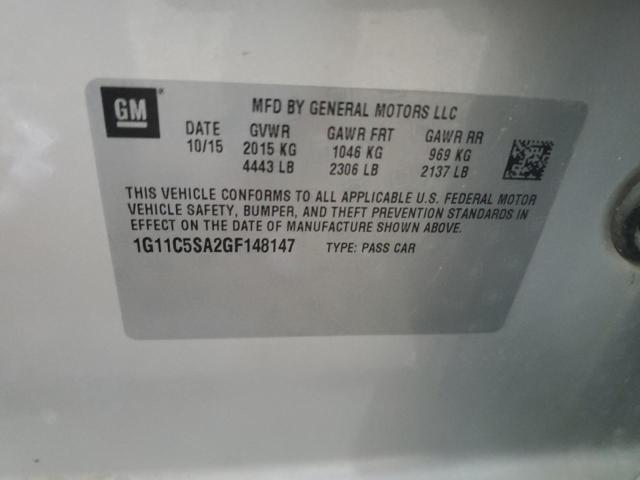 GM
MFD BY GENERAL MOTORS LLC
DATE GVWR GAWR FRT GAWR RR
10/15 2015 KG 1046 KG 969 KG
4443 LB 2306 LB 2137 LB
THIS VEHICLE CONFORMS TO ALL APPLICABLE U.S. FEDERAL MOTOR
VEHICLE SAFETY, BUMPER, AND THEFT PREVENTION STANDARDS IN
EFFECT ON THE DATE OF MANUFACTURE SHOWN ABOVE.
1G11C5SA2GF148147 TYPE: PASS CAR